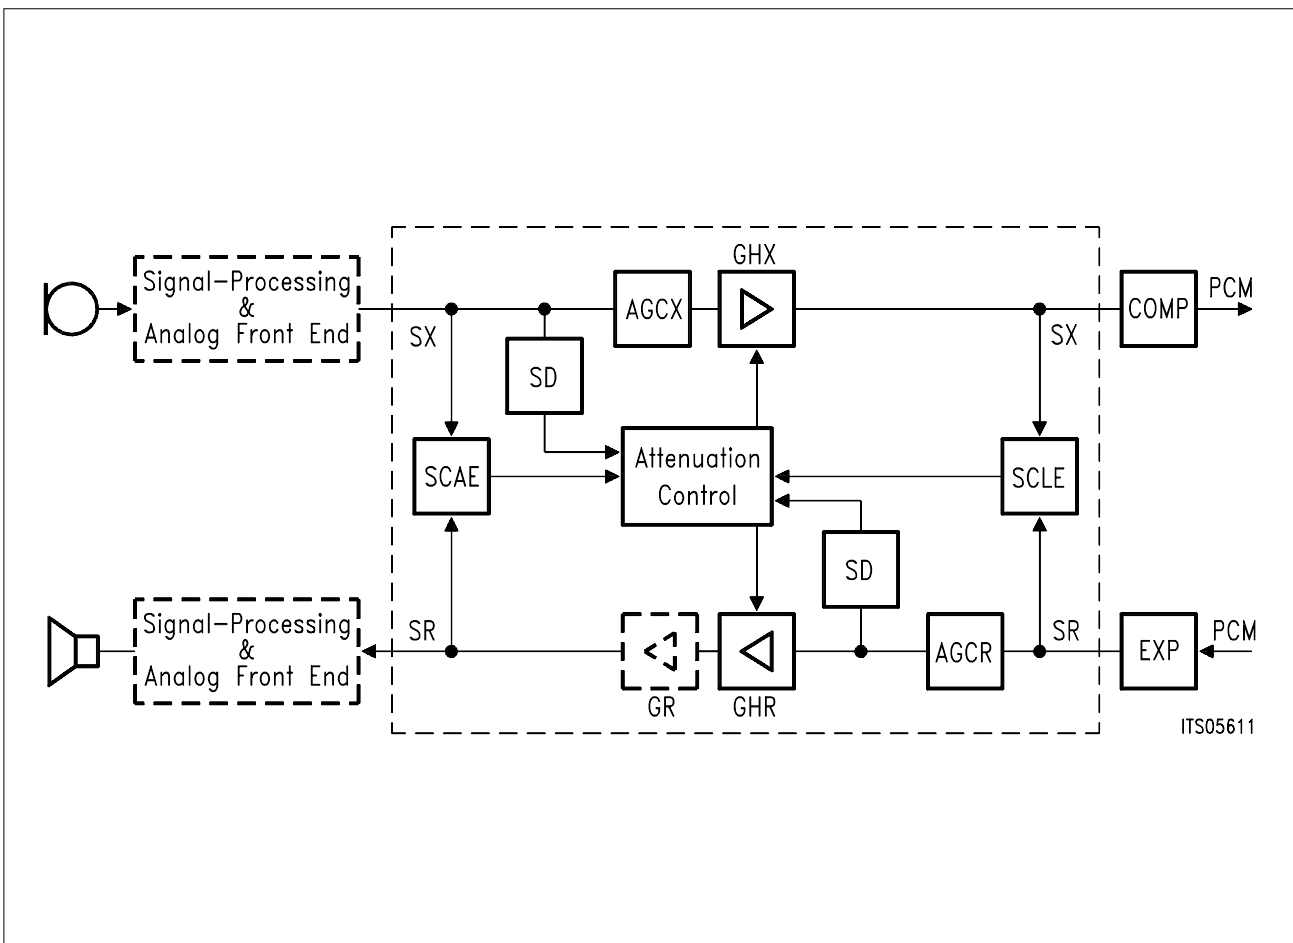 GHX
Signal-Processing
&
Analog Front End
SX
AGCX
SX
COMP
PCM
SD
SCAE
Attenuation
Control
SCLE
SD
Signal-Processing
&
Analog Front End
SR
GR
GHR
AGCR
SR
EXP
PCM
ITS05611